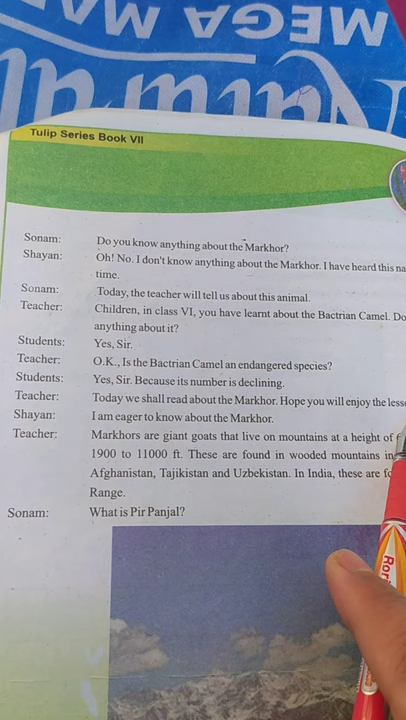 MEGA MA
Natural
Tulip Series Book VII
Sonam: Do you know anything about the Markhor?
Shayan: Oh! No. I don't know anything about the Markhor. I have heard this
time.
Sonam: Today, the teacher will tell us about this animal.
Teacher: Children, in class VI, you have learnt about the Bactrian Camel. Do
anything about it?
Students: Yes, Sir.
Teacher: O.K., Is the Bactrian Camel an endangered species?
Students: Yes, Sir. Because its number is declining.
Teacher: Today we shall read about the Markhor. Hope you will enjoy the
Shayan: I am eager to know about the Markhor.
Teacher: Markhors are giant goats that live on mountains at a height of
1900 to 11000 ft. These are found in wooded mountains in
Afghanistan, Tajikistan and Uzbekistan. In India, these are
Range.
Sonam: What is Pir Panjal?